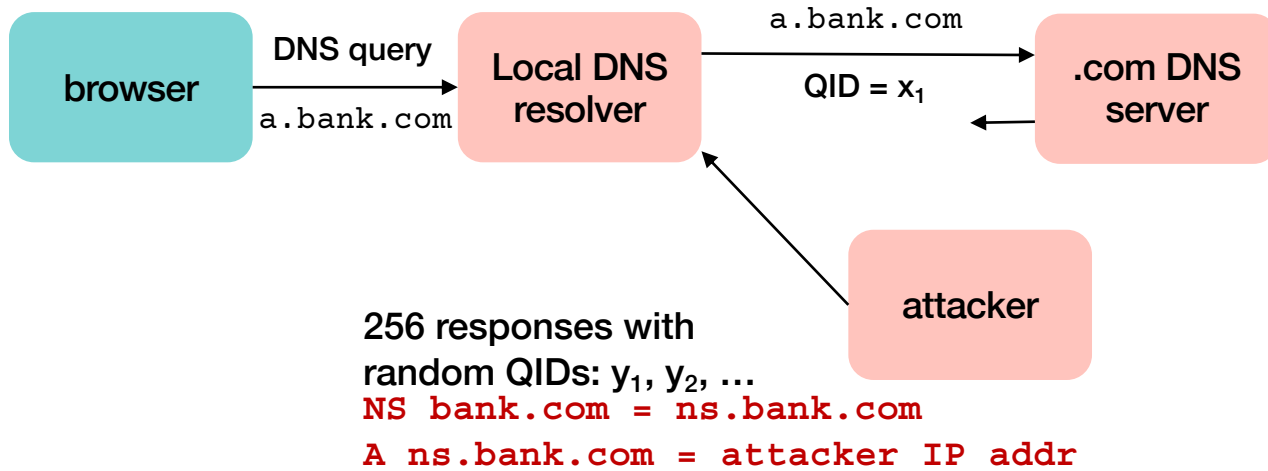 browser
DNS query
a.bank.com
Local DNS
resolver
a.bank.com
QID = x₁
.com DNS
server
attacker
256 responses with
random QIDs: y₁, y₂, …
NS bank.com = ns.bank.com
A ns.bank.com = attacker IP addr